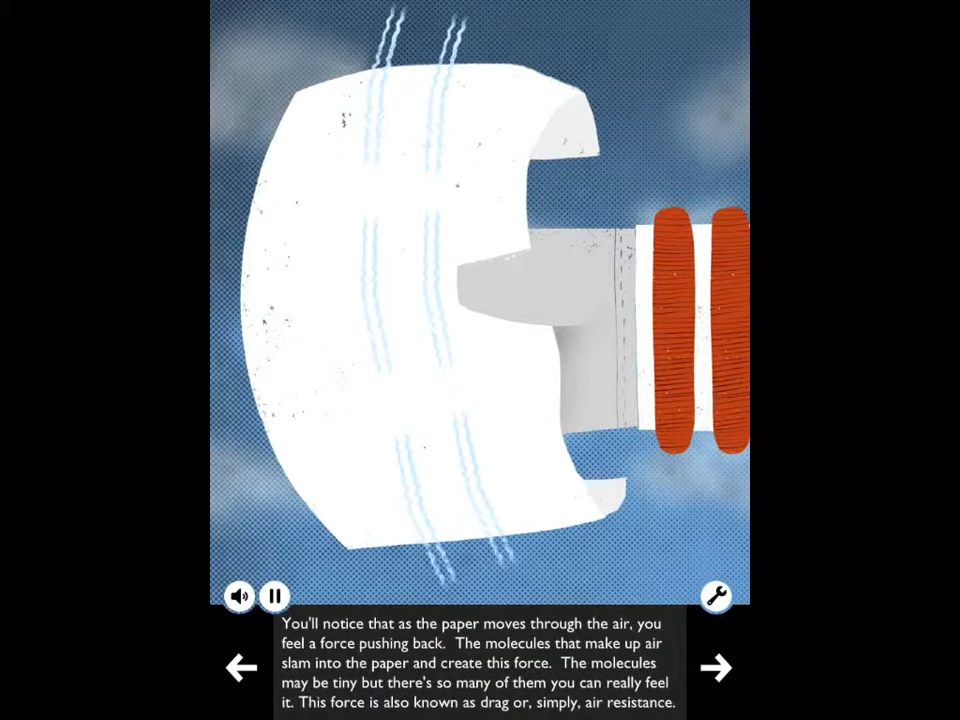 You'll notice that as the paper moves through the air, you
feel a force pushing back.  The molecules that make up air
slam into the paper and create this force.  The molecules
may be tiny but there's so many of them you can really feel
it. This force is also known as drag or, simply, air resistance.